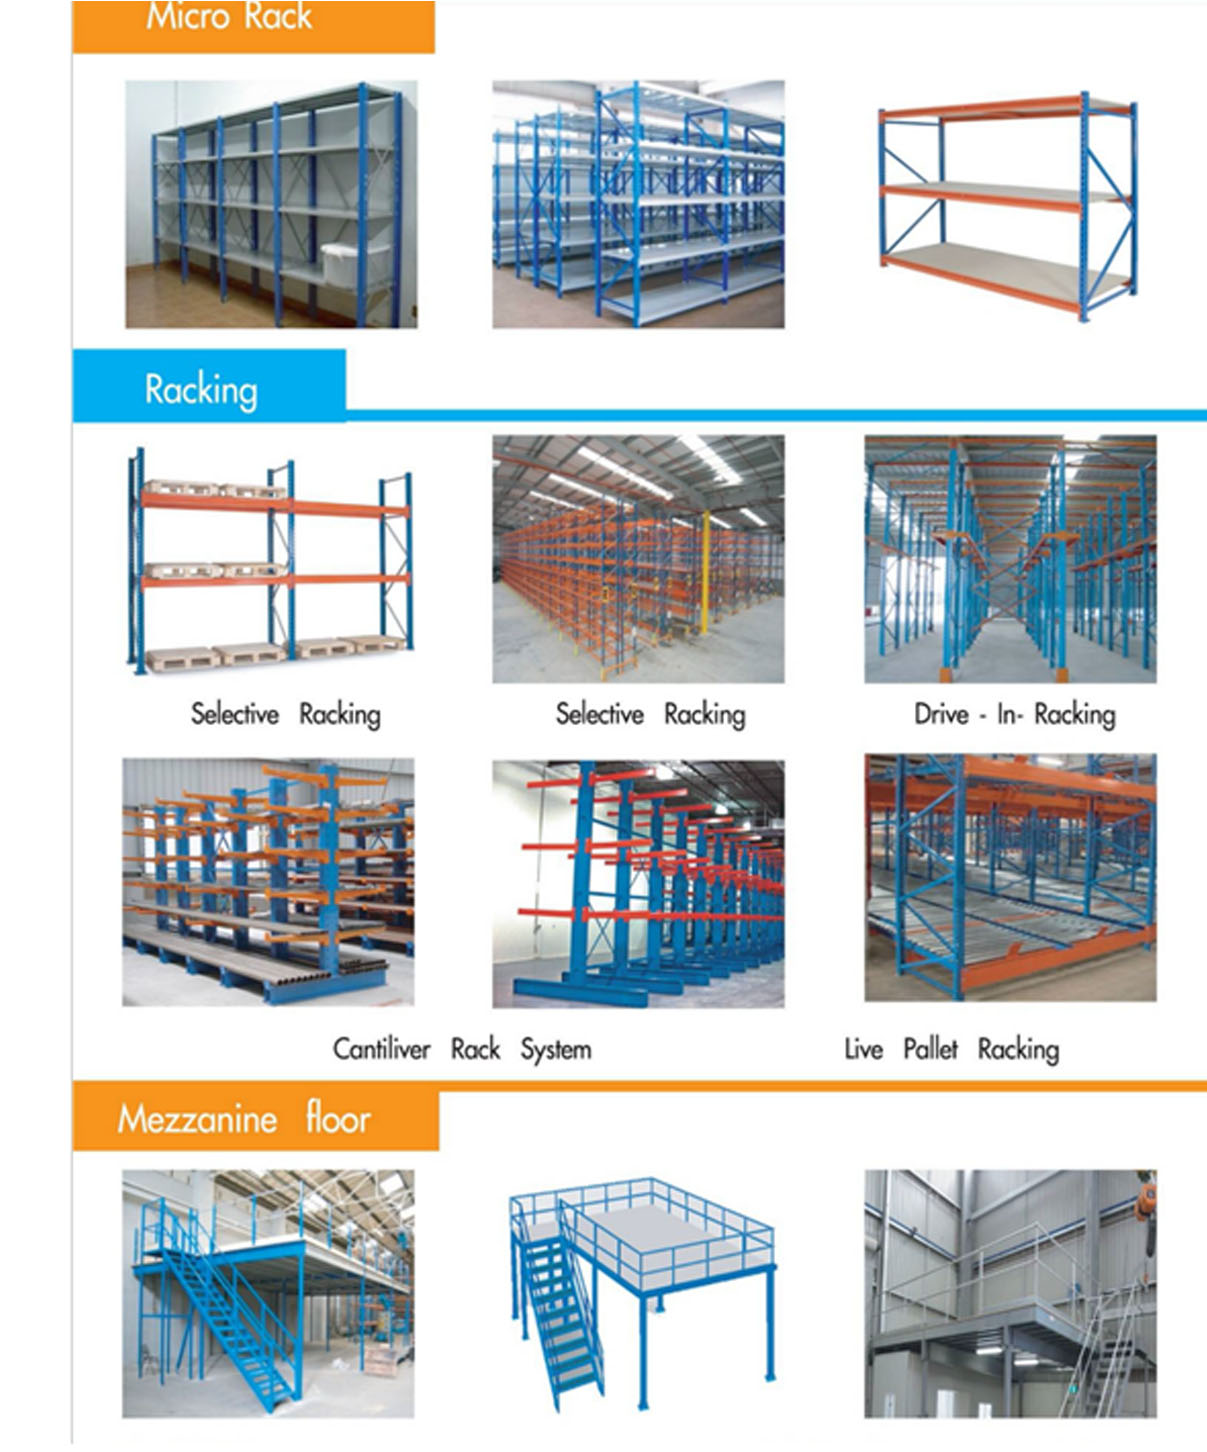 Micro Rack
Racking
Selective Racking
Selective Racking
Drive - In- Racking
Cantiliver Rack System
Live Pallet Racking
Mezzanine floor